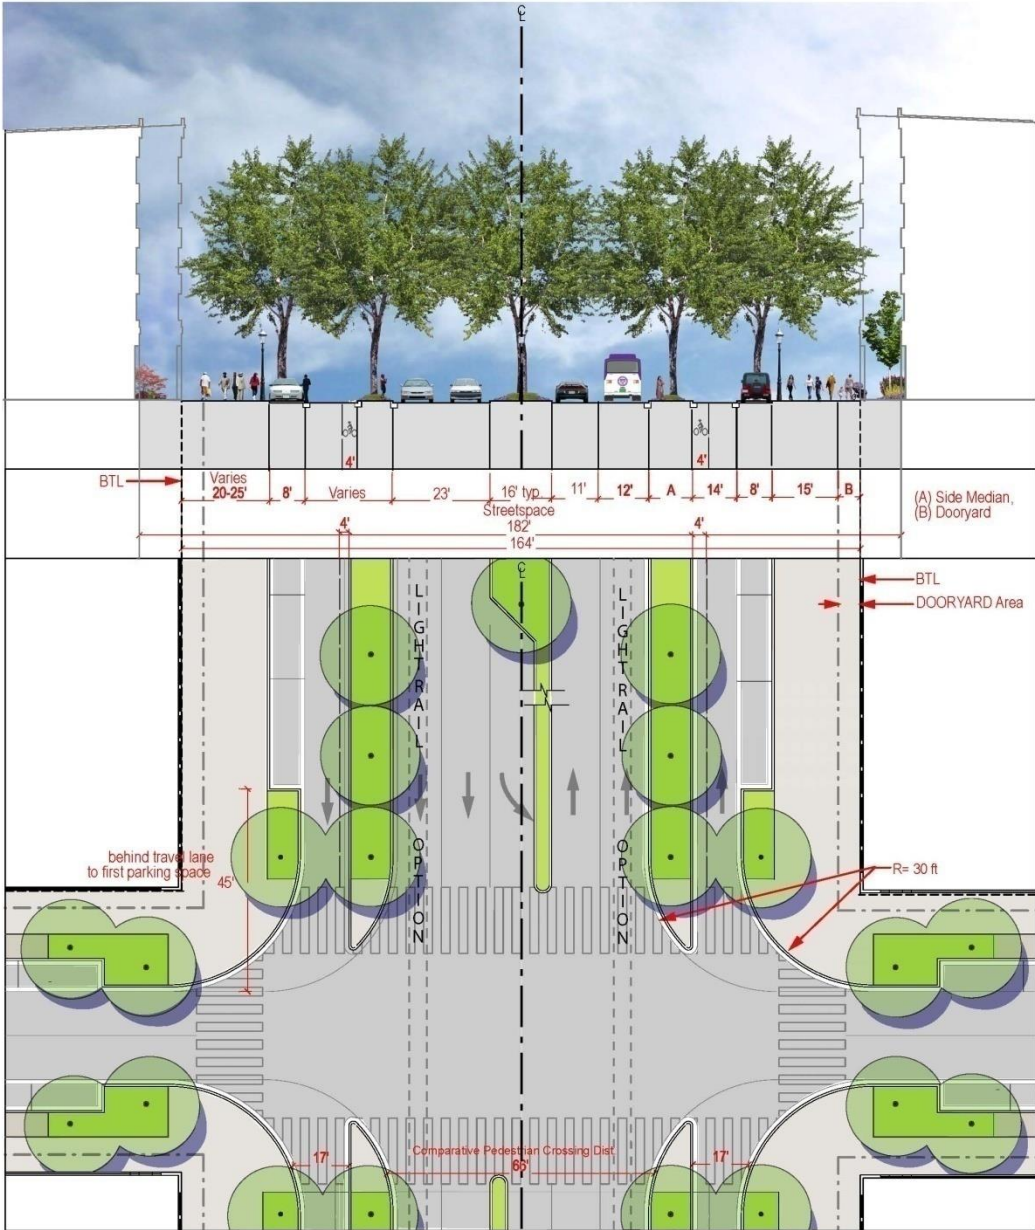 CL
4'
4'
BTL
Varies
20-25'
8'
Varies
23'
16' typ
11'
12'
A
14'
8'
15'
B
(A) Side Median,
(B) Dooryard
Streetspace
182'
4'
4'
164'
CL
BTL
DOORYARD Area
LIGHT RAIL OPTION
LIGHT RAIL OPTION
behind travel lane
to first parking space
45'
R= 30 ft
Comparative Pedestrian Crossing Dist.
17'
66'
17'